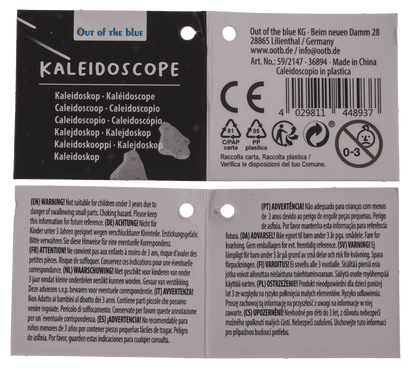 Out of the blue
KALEIDOSCOPE
Kaleidoskop - Kaléidoscope
Caleidoscoop - Caleidoscopio
Caleidoscopio - Caleidoscópio
Kalejdoskop - Kalejdoskop
Kaleidoskooppi - Kalejdoskop
Kaleidoskop
Out of the blue KG - Beim neuen Damm 28
28865 Lilienthal / Germany
www.ootb.de - info@ootb.de
Art. No.: 59/2147 - 36894 - Made in China
Caleidoscopio in plastica
CE
4 029811 448937
81
C/PAP
carta
05
PP
plastica
0-3
Raccolta carta, Raccolta plastica /
Verifica le disposizioni del tuo Comune.
(EN) WARNING! Not suitable for children under 3 years due to
danger of swallowing small parts. Choking hazard. Please keep
this information for future reference. (DE) ACHTUNG! Nicht für
Kinder unter 3 Jahren geeignet wegen verschluckbarer Kleinteile. Erstickungsgefahr.
Bitte verwahren Sie diese Hinweise für eine eventuelle Korrespondenz.
(FR) ATTENTION! Ne convient pas aux enfants à moins de 3 ans, risque d'avaler des
petites pièces. Risque de suffocation. Conservez ces indications pour une éventuelle
correspondance. (NL) WAARSCHUWING! Niet geschikt voor kinderen van onder
3 jaar omdat kleine onderdelen verslikt kunnen worden. Gevaar van verstikking.
Deze adviezen s.v.p. bewaren voor eventuele correspondentie. (IT) AVVERTENZA!
Non Adatto ai bambini al disotto dei 3 anni. Contiene parti piccole che possono
venire ingoiate. Pericolo di soffocamento. Conservare per favore queste annotazione
per un 'eventuale corrispondenza. (ES) ¡ADVERTENCIA! No recomendable para
niños menores de 3 años por contener piezas pequeñas fáciles de tragar. Peligro
de asfixia. Por favor, guarden estas indicaciones para cualquier consulta.
(PT) ADVERTÊNCIA! Não adequado para crianças com menos
de 3 anos devido ao perigo de engolir peças pequenas. Perigo
de asfixia. Por favor mantenha esta informação para referência
futura. (DA) ADVARSEL! Ikke egnet til børn under 3 år pga. smådele. Fare for
kvælning. Gem emballagen for evt. fremtidig reference. (SV) VARNING! Ej
lämpligt för barn under 3 år på grund av små delar och sist risk för kvävning. Spara
förpackningen. (FI) VAROITUS! Ei sovellu alle 3-vuotiaille. Sisältää pieniä osia jotka
voivat aiheuttaa nieltäessä tukehtumisvaaran. Säilytä osoite myöhempää
käyttöä varten. (PL) OSTRZEŻENIE! Produkt nieodpowiedni dla dzieci poniżej
lat 3 ze względu na ryzyko połknięcia małych elementów. Ryzyko udławienia.
Proszę zachować tą informację na przyszłość z uwagi na ewentualne
w niej informacje. (CS) UPOZORNĚNÍ! Nevhodné pro děti do 3 let, z důvodu nebezpečí
možného spolknutí malých částí. Nebezpečí zadušení. Uschovejte tuto informaci
pro případnou budoucí potřebu.